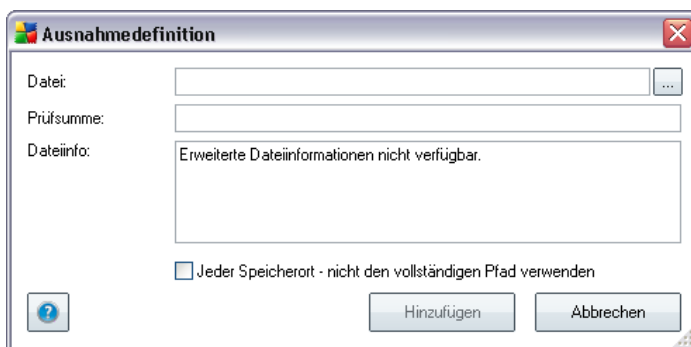 Ausnahmedefinition
Datei:
...
Prüfsumme:
Dateiinfo:
Erweiterte Dateiinformationen nicht verfügbar.
Jeder Speicherort - nicht den vollständigen Pfad verwenden
?
Hinzufügen
Abbrechen